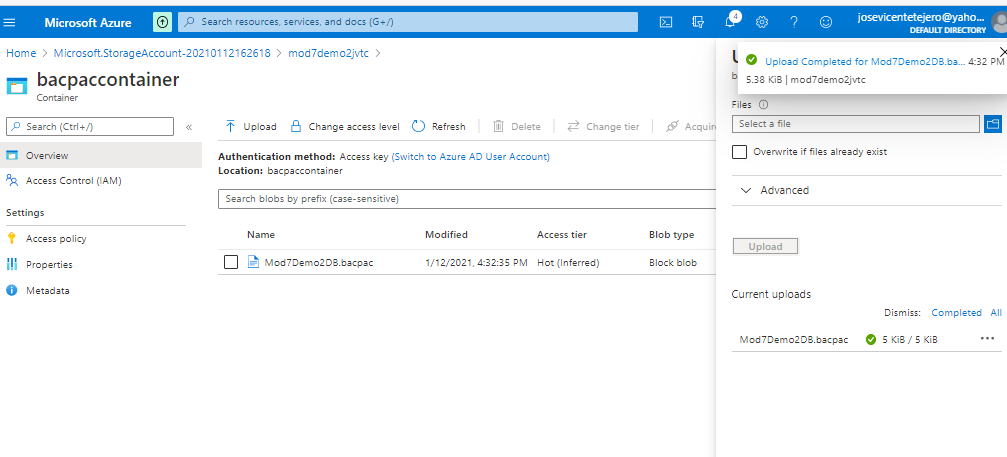 Microsoft Azure
Search resources, services, and docs (G+/)
4
josevicentetejero@yaho...
DEFAULT DIRECTORY
Home > Microsoft.StorageAccount-20210112162618 > mod7demo2jvtc >
bacpaccontainer
Container
Search (Ctrl+/)
«
Overview
Access Control (IAM)
Settings
Access policy
Properties
Metadata
Upload
Change access level
Refresh
Delete
Change tier
Acquire
Authentication method: Access key (Switch to Azure AD User Account)
Location: bacpaccontainer
Search blobs by prefix (case-sensitive)
Name Modified Access tier Blob type
Mod7Demo2DB.bacpac 1/12/2021, 4:32:35 PM Hot (Inferred) Block blob
Upload Completed for Mod7Demo2DB.ba... 4:32 PM
5.38 KiB | mod7demo2jvtc
Files
Select a file
Overwrite if files already exist
Advanced
Upload
Current uploads
Dismiss: Completed All
Mod7Demo2DB.bacpac 5 KiB / 5 KiB ...